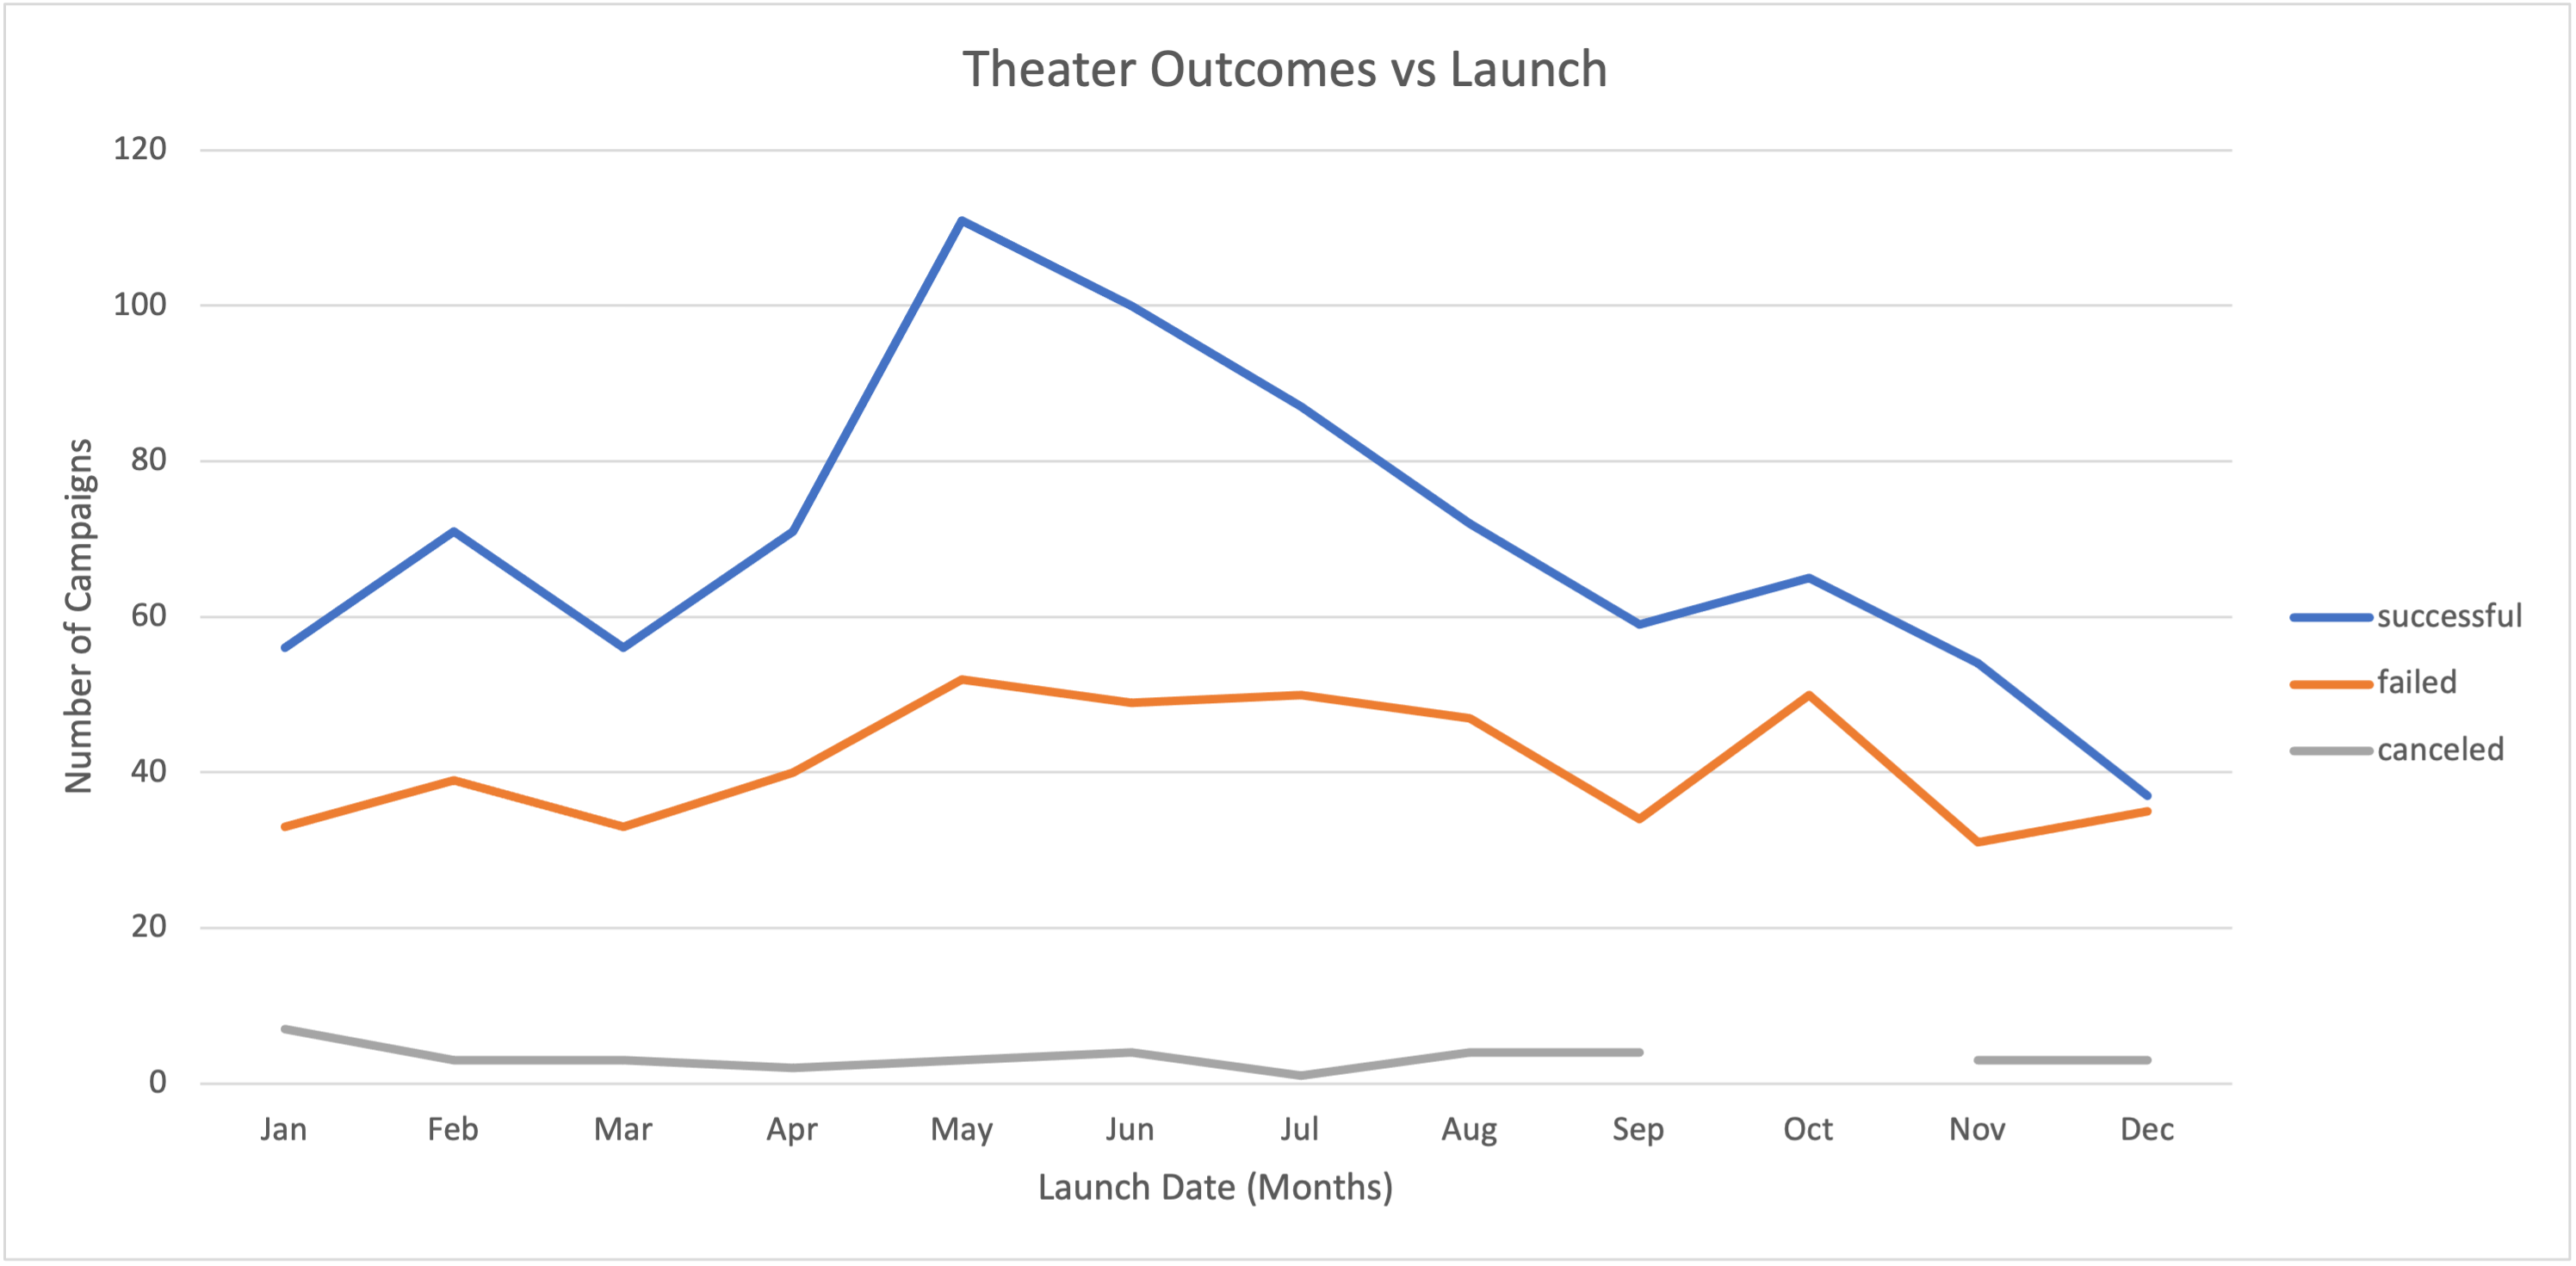 Theater Outcomes vs Launch
120
100
80
60
40
20
0
Number of Campaigns
Jan Feb Mar Apr May Jun Jul Aug Sep Oct Nov Dec
Launch Date (Months)
successful
failed
canceled